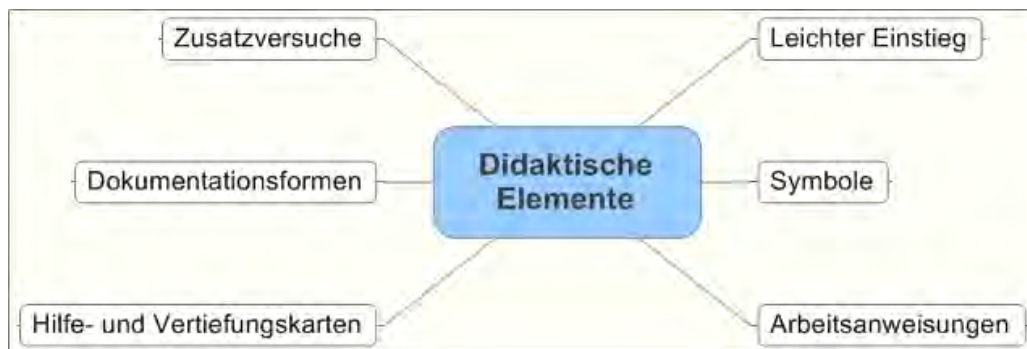 Zusatzversuche
Leichter Einstieg
Didaktische
Elemente
Dokumentationsformen
Symbole
Hilfe- und Vertiefungskarten
Arbeitsanweisungen